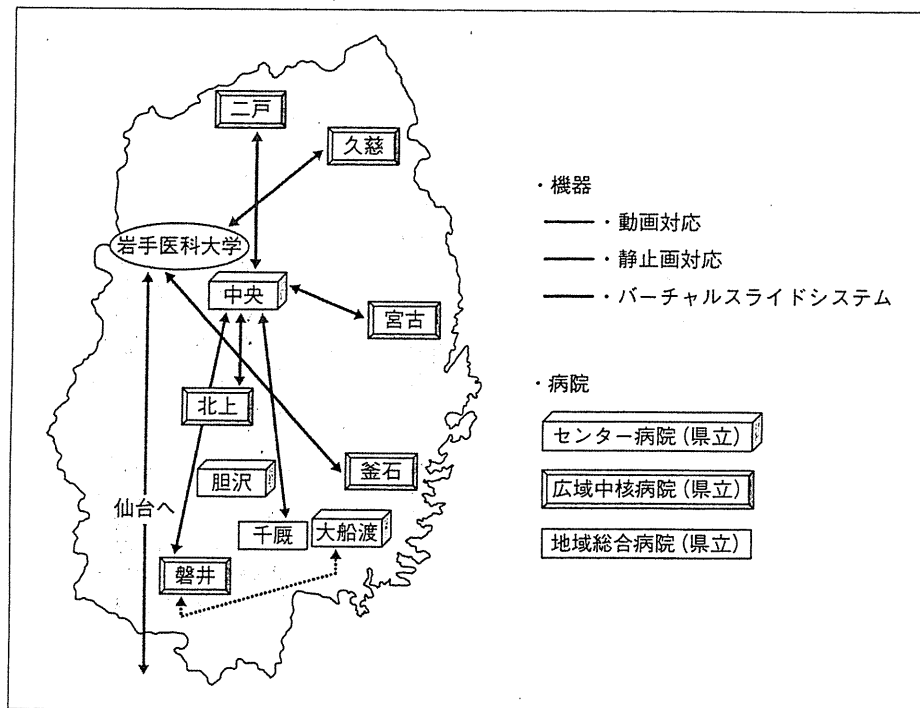 二戸
久慈
岩手医科大学
中央
宮古
北上
胆沢
釜石
仙台へ
千厩
大船渡
磐井
・機器
・動画対応
・静止画対応
・バーチャルスライドシステム
・病院
センター病院(県立)
広域中核病院(県立)
地域総合病院(県立)